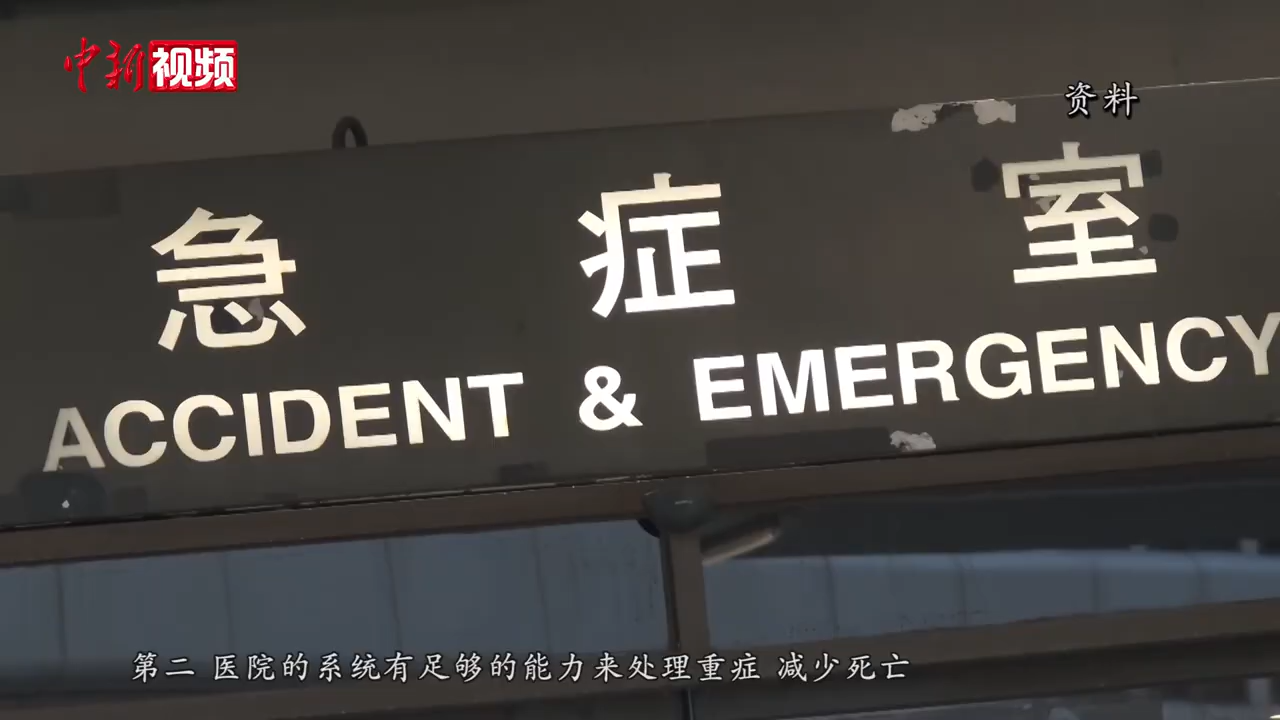 中新视频
资料
急症室
ACCIDENT & EMERGENCY
第二 医院的系统有足够的能力来处理重症 减少死亡